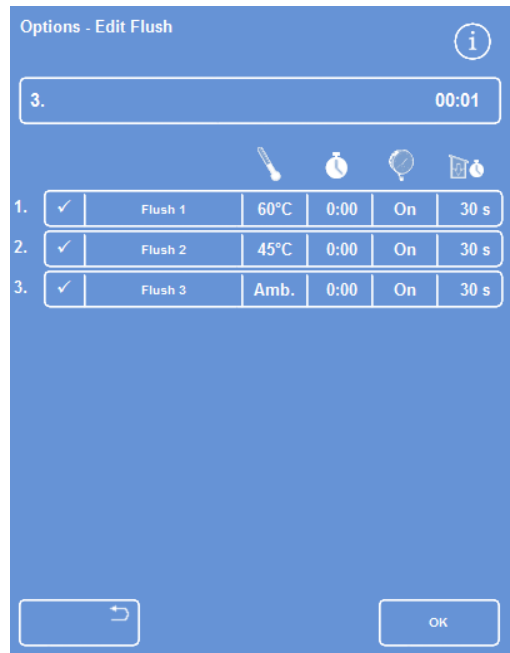 Options - Edit Flush
i
3. 00:01
1. ✓ Flush 1 60°C 0:00 On 30 s
2. ✓ Flush 2 45°C 0:00 On 30 s
3. ✓ Flush 3 Amb. 0:00 On 30 s
OK